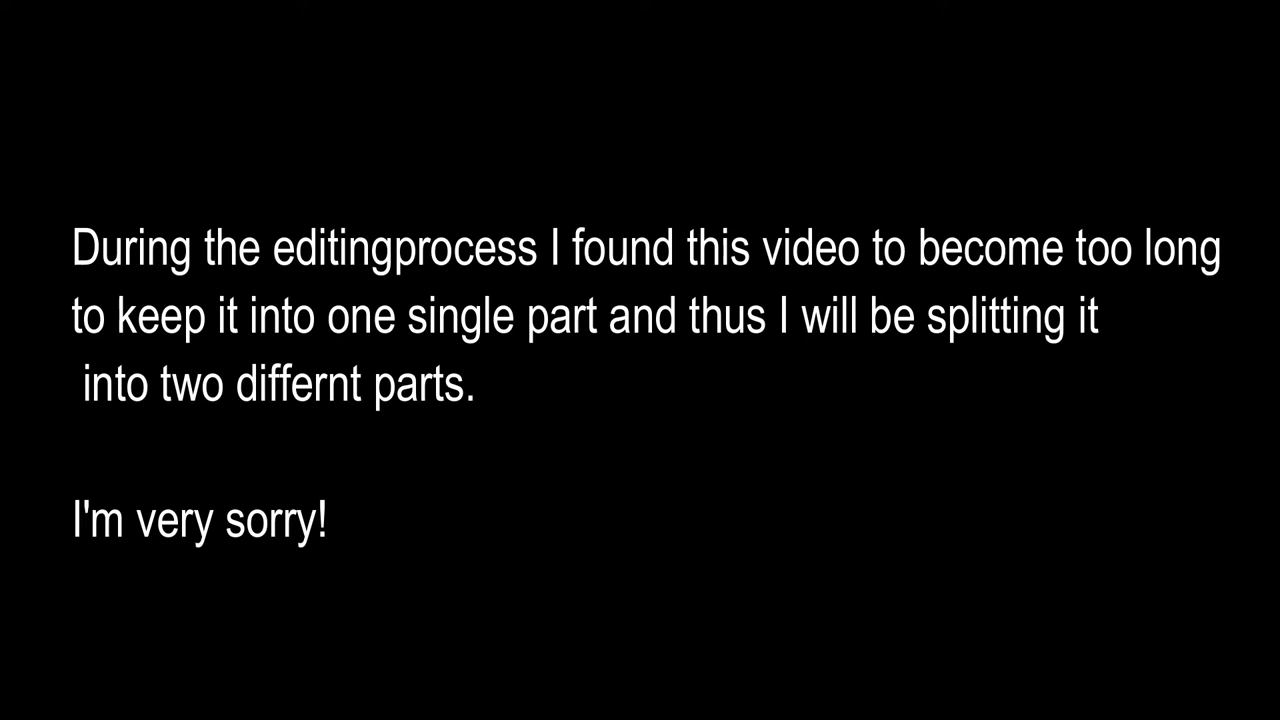 During the editingprocess I found this video to become too long
to keep it into one single part and thus I will be splitting it
into two differnt parts.
I'm very sorry!